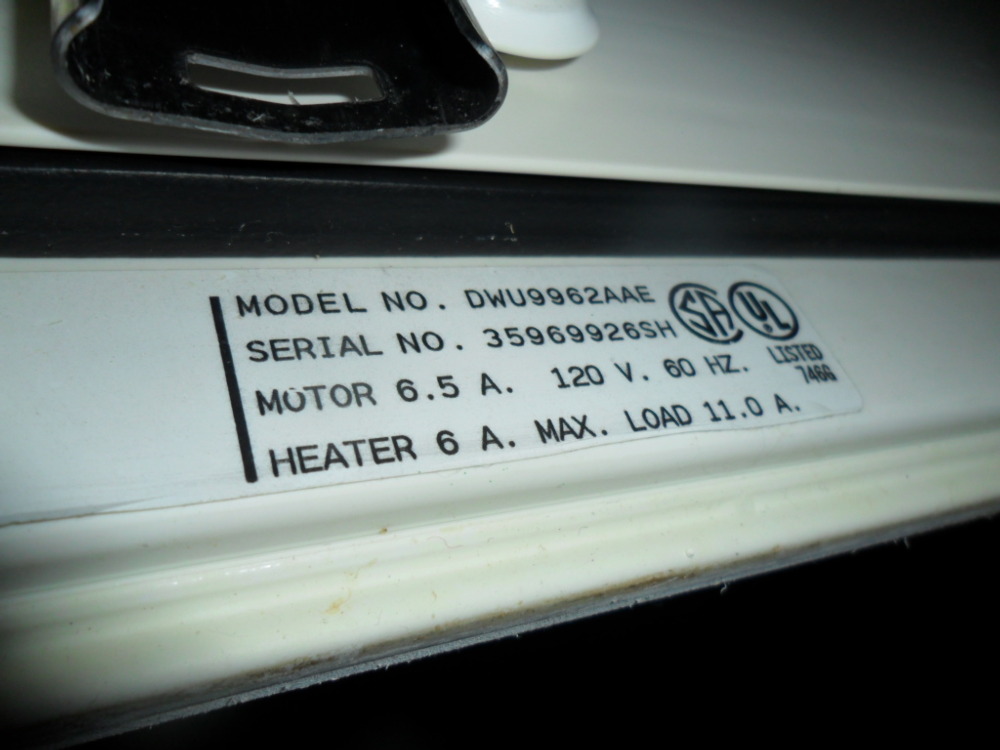 MODEL NO. DWU9962AAE
SERIAL NO. 35969926SH
MOTOR 6.5 A. 120 V. 60 HZ.
HEATER 6 A. MAX. LOAD 11.0 A.
SA
UL
LISTED
746G